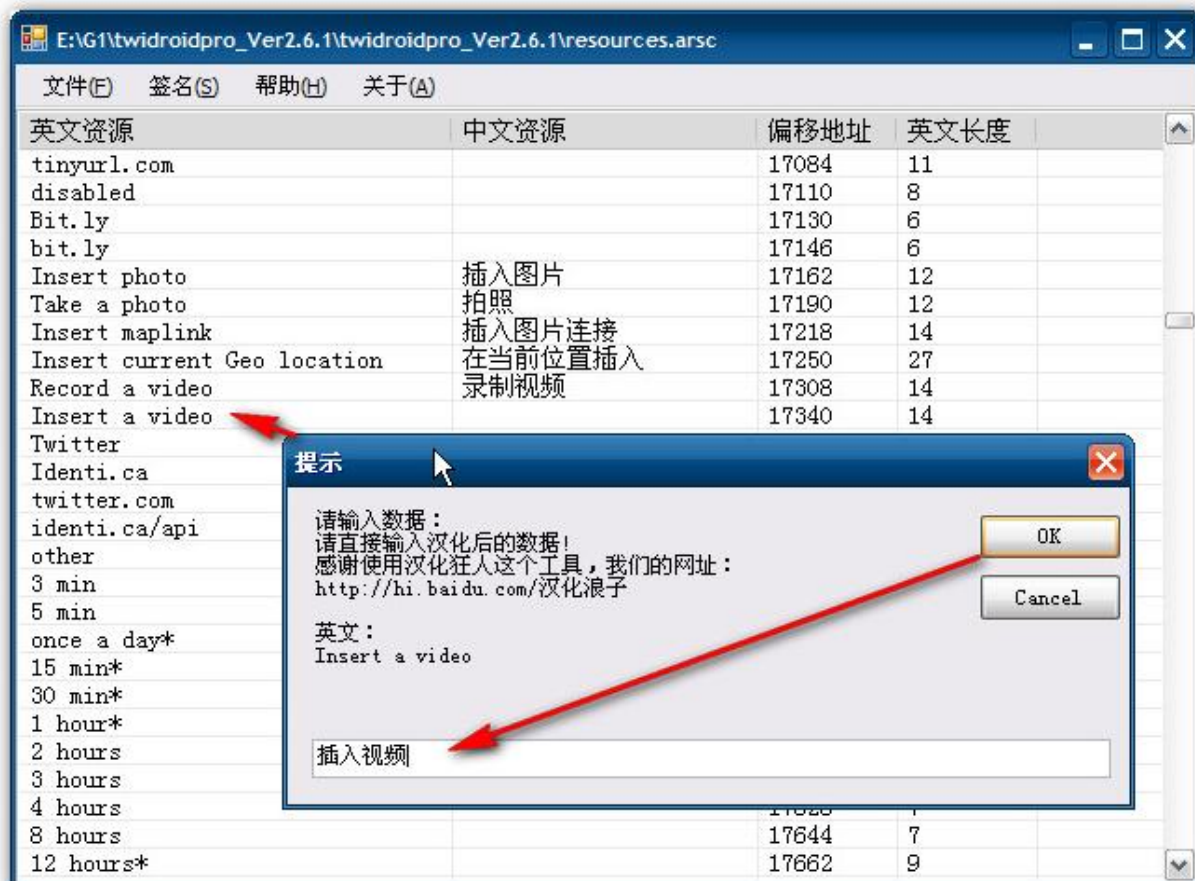 E:\G1\twidroidpro_Ver2.6.1\twidroidpro_Ver2.6.1\resources.arsc
文件(F) 签名(S) 帮助(H) 关于(A)
英文资源 中文资源 偏移地址 英文长度
tinyurl.com 17084 11
disabled 17110 8
Bit.ly 17130 6
bit.ly 17146 6
Insert photo 插入图片 17162 12
Take a photo 拍照 17190 12
Insert maplink 插入图片连接 17218 14
Insert current Geo location 在当前位置插入 17250 27
Record a video 录制视频 17308 14
Insert a video 17340 14
Twitter
Identi.ca
twitter.com
identi.ca/api
other
3 min
5 min
once a day*
15 min*
30 min*
1 hour*
2 hours
3 hours
4 hours
8 hours 17644 7
12 hours* 17662 9
提示
请输入数据：
请直接输入汉化后的数据!
感谢使用汉化狂人这个工具，我们的网址：
http://hi.baidu.com/汉化浪子
英文：
Insert a video
OK
Cancel
插入视频